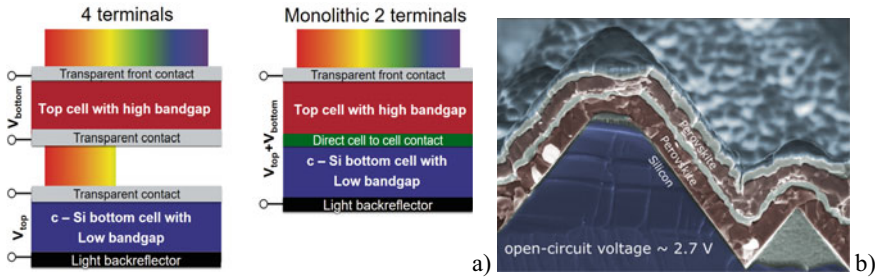 4 terminals
Transparent front contact
Top cell with high bandgap
Transparent contact
V bottom
Transparent contact
c – Si bottom cell with
Low bandgap
Light backreflector
V top
Monolithic 2 terminals
Transparent front contact
Top cell with high bandgap
Direct cell to cell contact
c – Si bottom cell with
Low bandgap
Light backreflector
V top+V bottom
a)
Perovskite
Perovskite
Silicon
open-circuit voltage ~ 2.7 V
b)